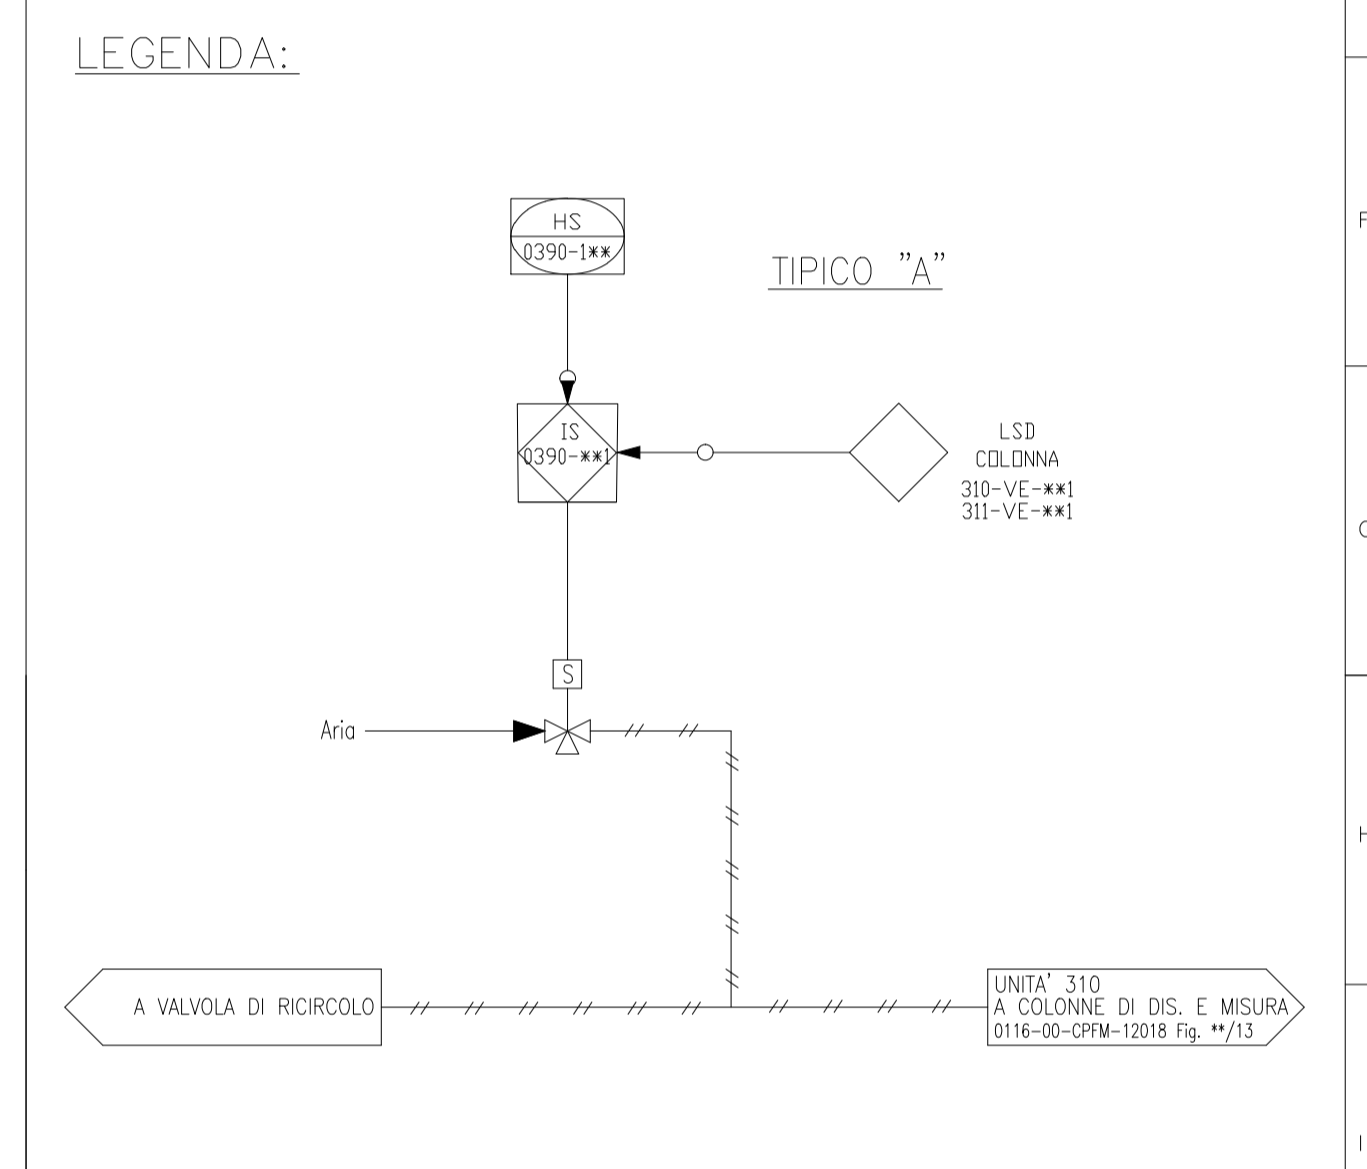 LEGENDA:
HS
0390-1**
TIPICO "A"
IS
0390-**1
LSD
COLONNA
310-VE-**1
311-VE-**1
S
Aria
A VALVOLA DI RICIRCOLO
UNITA' 310
A COLONNE DI DIS. E MISURA
0116-00-CPFM-12018 Fig. **/13